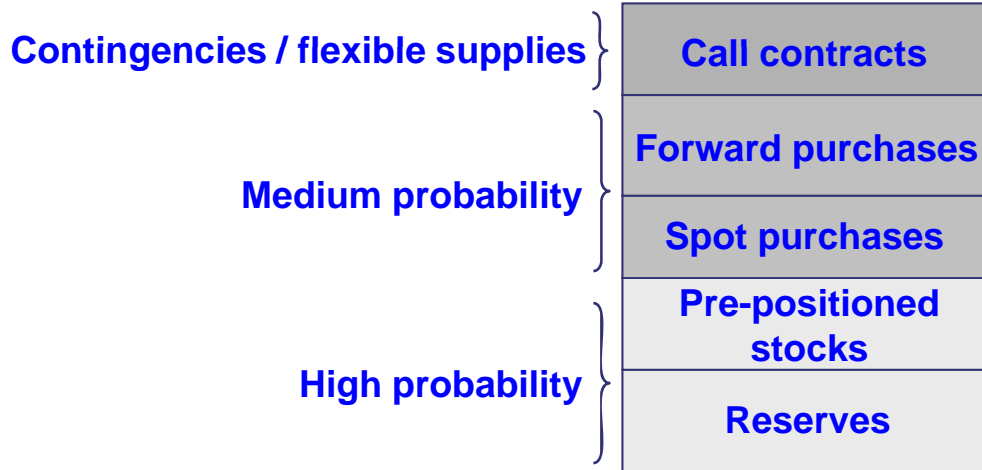 Contingencies / flexible supplies
Call contracts
Forward purchases
Medium probability
Spot purchases
Pre-positioned
stocks
High probability
Reserves